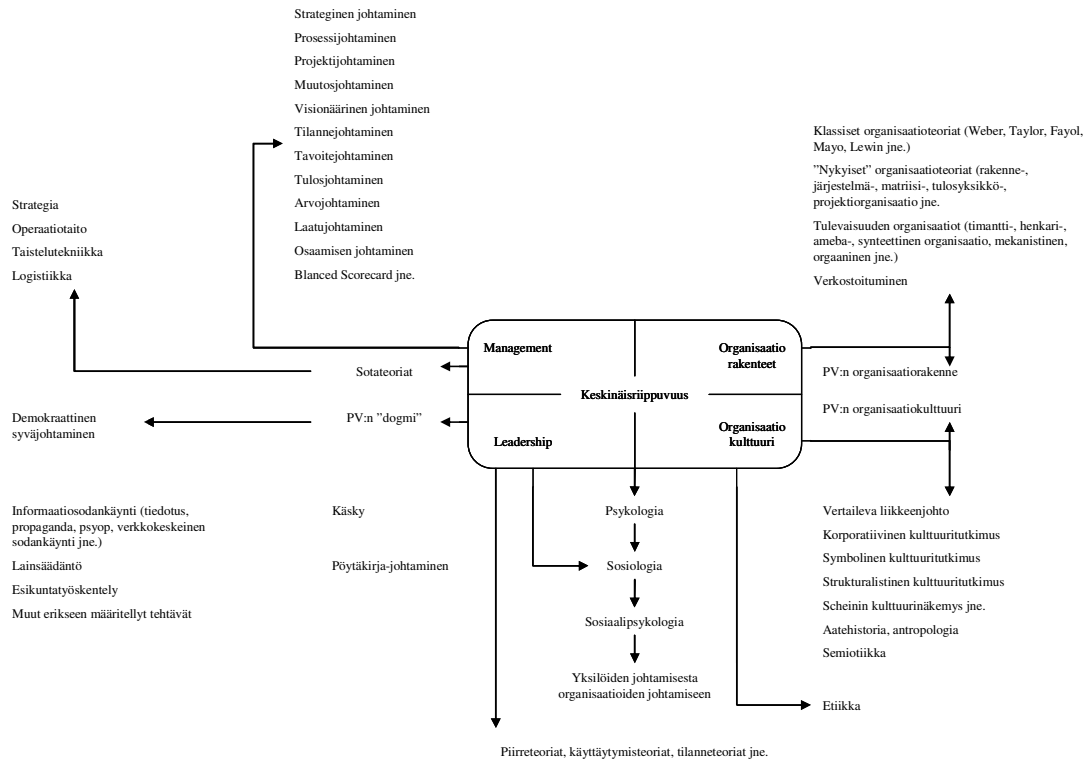 Strateginen johtaminen
Prosessijohtaminen
Projektijohtaminen
Muutosjohtaminen
Visionäärinen johtaminen
Tilannejohtaminen
Tavoitejohtaminen
Tulosjohtaminen
Arvojohtaminen
Laatujohtaminen
Osaamisen johtaminen
Blanced Scorecard jne.
Klassiset organisaatioteoriat (Weber, Taylor, Fayol,
Mayo, Lewin jne.)
”Nykyiset” organisaatioteoriat (rakenne-,
järjestelmä-, matriisi-, tulosyksikkö-,
projektiorganisaatio jne.
Tulevaisuuden organisaatiot (timantti-, henkari-,
ameba-, synteettinen organisaatio, mekanistinen,
orgaaninen jne.)
Verkostoituminen
Strategia
Operaatiotaito
Taistelutekniikka
Logistiikka
Management
Organisaatio
rakenteet
Keskinäisriippuvuus
Leadership
Organisaatio
kulttuuri
Sotateoriat
PV:n ”dogmi”
Demokraattinen
syväjohtaminen
PV:n organisaatiorakenne
PV:n organisaatiokulttuuri
Informaatiosodankäynti (tiedotus,
propaganda, psyop, verkkokeskeinen
sodankäynti jne.)
Lainsäädäntö
Esikuntatyöskentely
Muut erikseen määritellyt tehtävät
Käsky
Pöytäkirja-johtaminen
Psykologia
Sosiologia
Sosiaalipsykologia
Yksilöiden johtamisesta
organisaatioiden johtamiseen
Vertaileva liikkeenjohto
Korporatiivinen kulttuuritutkimus
Symbolinen kulttuuritutkimus
Strukturalistinen kulttuuritutkimus
Scheinin kulttuurinäkemys jne.
Aatehistoria, antropologia
Semiotiikka
Etiikka
Piirreteoriat, käyttäytymisteoriat, tilanneteoriat jne.